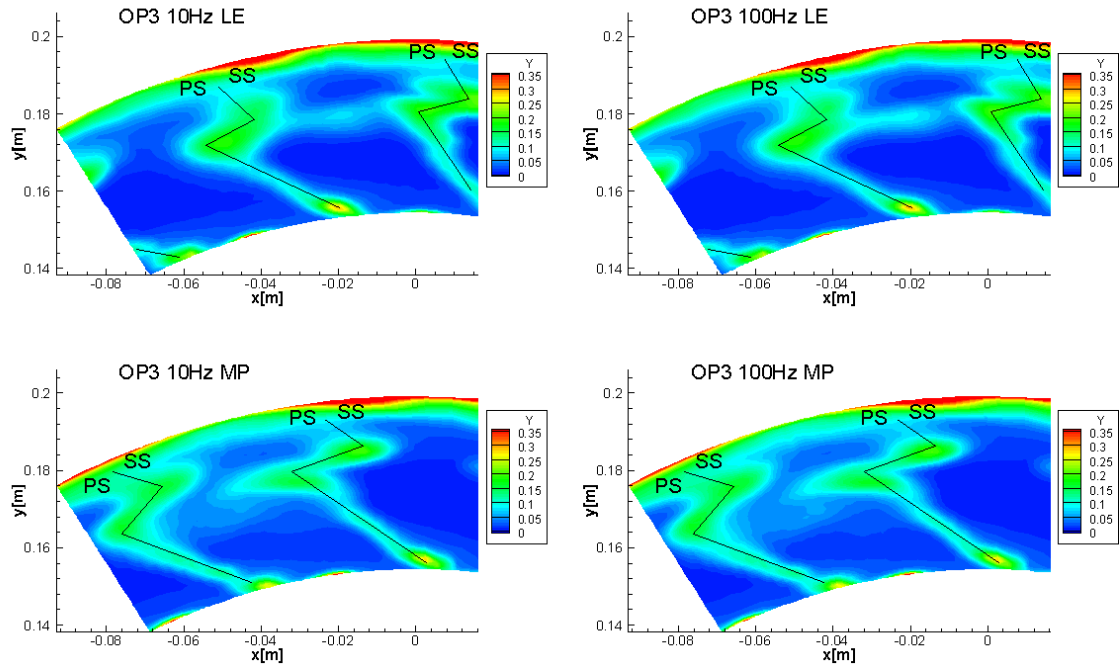 OP3 10Hz LE
0.2
0.18
0.16
0.14
y[m]
PS SS
PS SS
Y
0.35
0.3
0.25
0.2
0.15
0.1
0.05
0
-0.08 -0.06 -0.04 -0.02 0
x[m]
OP3 100Hz LE
0.2
0.18
0.16
0.14
y[m]
PS SS
PS SS
Y
0.35
0.3
0.25
0.2
0.15
0.1
0.05
0
-0.08 -0.06 -0.04 -0.02 0
x[m]
OP3 10Hz MP
0.2
0.18
0.16
0.14
y[m]
PS SS
PS SS
Y
0.35
0.3
0.25
0.2
0.15
0.1
0.05
0
-0.08 -0.06 -0.04 -0.02 0
x[m]
OP3 100Hz MP
0.2
0.18
0.16
0.14
y[m]
PS SS
PS SS
Y
0.35
0.3
0.25
0.2
0.15
0.1
0.05
0
-0.08 -0.06 -0.04 -0.02 0
x[m]